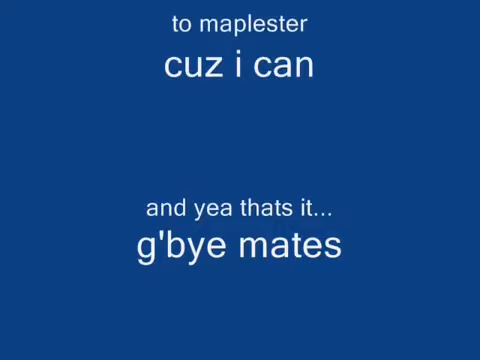 to maplester
cuz i can
and yea thats it...
g'bye mates